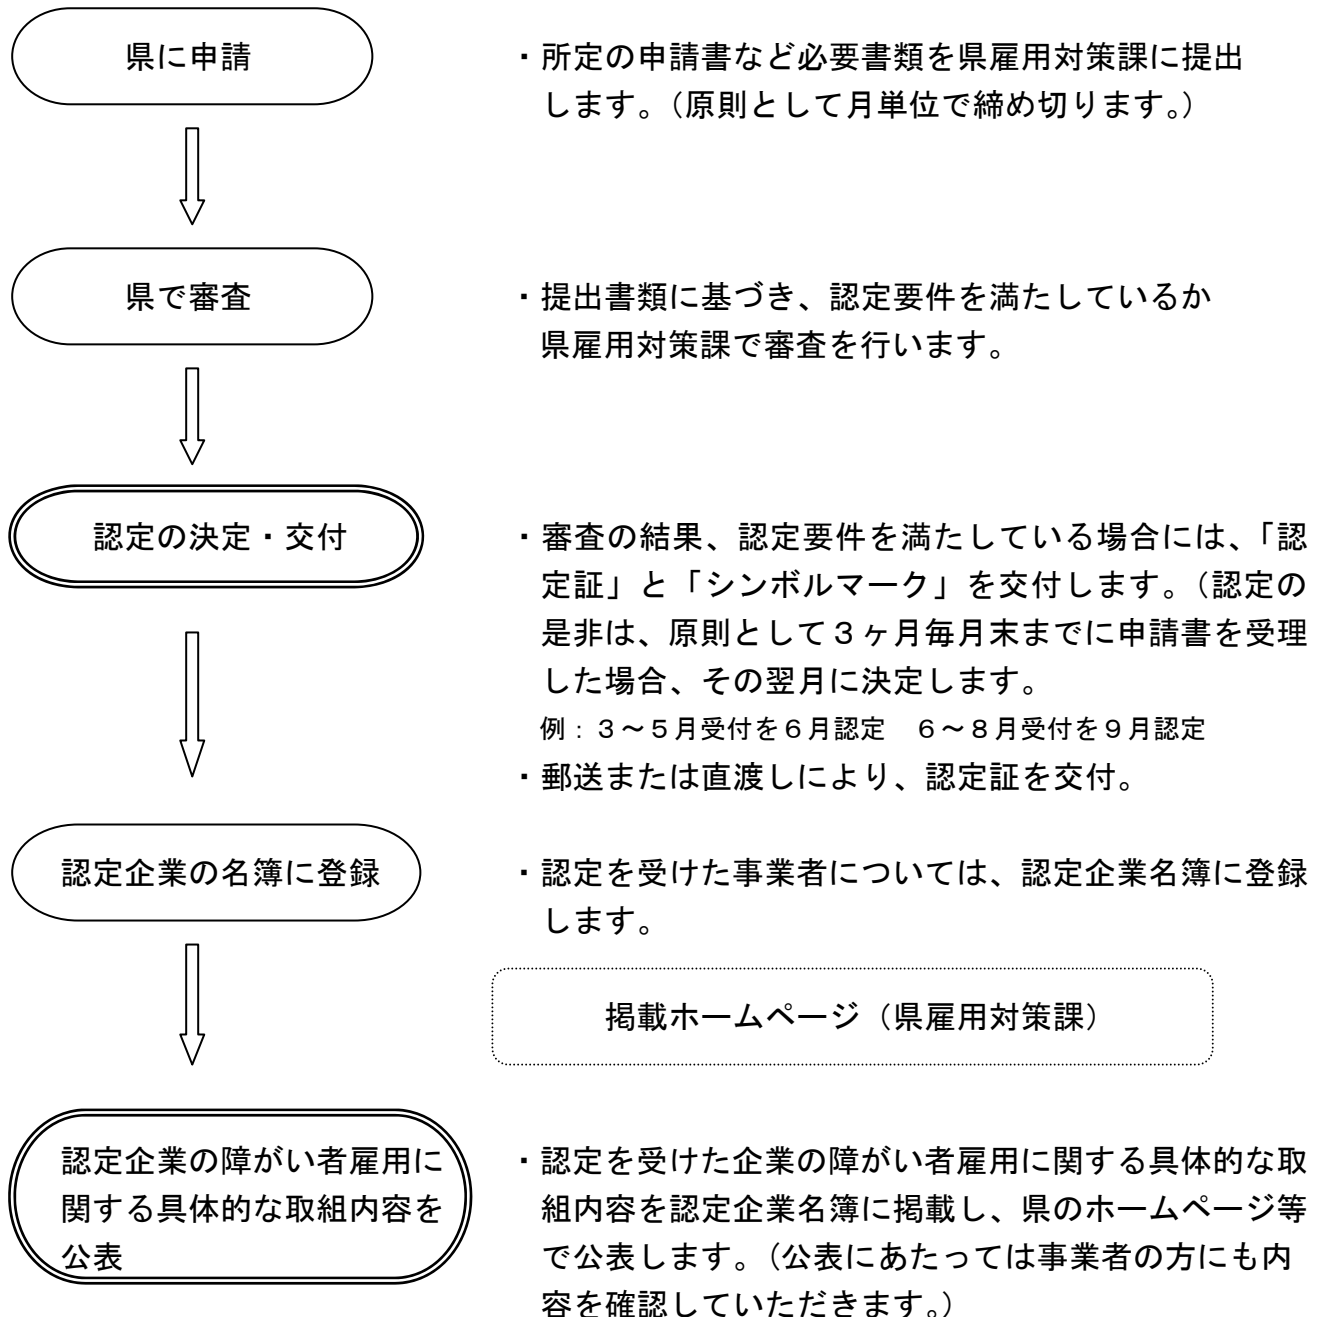 県に申請
・所定の申請書など必要書類を県雇用対策課に提出
します。（原則として月単位で締め切ります。）
県で審査
・提出書類に基づき、認定要件を満たしているか
県雇用対策課で審査を行います。
認定の決定・交付
・審査の結果、認定要件を満たしている場合には、「認
定証」と「シンボルマーク」を交付します。（認定の
是非は、原則として３ヶ月毎月末までに申請書を受理
した場合、その翌月に決定します。
例：３～５月受付を６月認定　６～８月受付を９月認定
・郵送または直渡しにより、認定証を交付。
認定企業の名簿に登録
・認定を受けた事業者については、認定企業名簿に登録
します。
掲載ホームページ（県雇用対策課）
認定企業の障がい者雇用に
関する具体的な取組内容を
公表
・認定を受けた企業の障がい者雇用に関する具体的な取
組内容を認定企業名簿に掲載し、県のホームページ等
で公表します。（公表にあたっては事業者の方にも内
容を確認していただきます。）